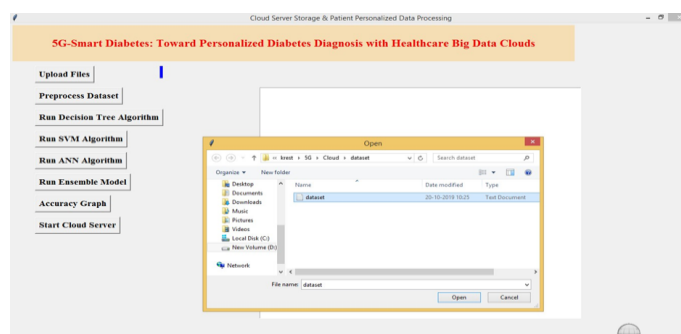 Cloud Server Storage & Patient Personalized Data Processing
5G-Smart Diabetes: Toward Personalized Diabetes Diagnosis with Healthcare Big Data Clouds
Upload Files
Preprocess Dataset
Run Decision Tree Algorithm
Run SVM Algorithm
Run ANN Algorithm
Run Ensemble Model
Accuracy Graph
Start Cloud Server
Open
« krest › 5G › Cloud › dataset
Search dataset
Organize
New folder
Desktop
Documents
Downloads
Music
Pictures
Videos
Local Disk (C:)
New Volume (D:)
Network
Name Date modified Type
dataset 20-10-2019 10:25 Text Document
File name: dataset
Open Cancel